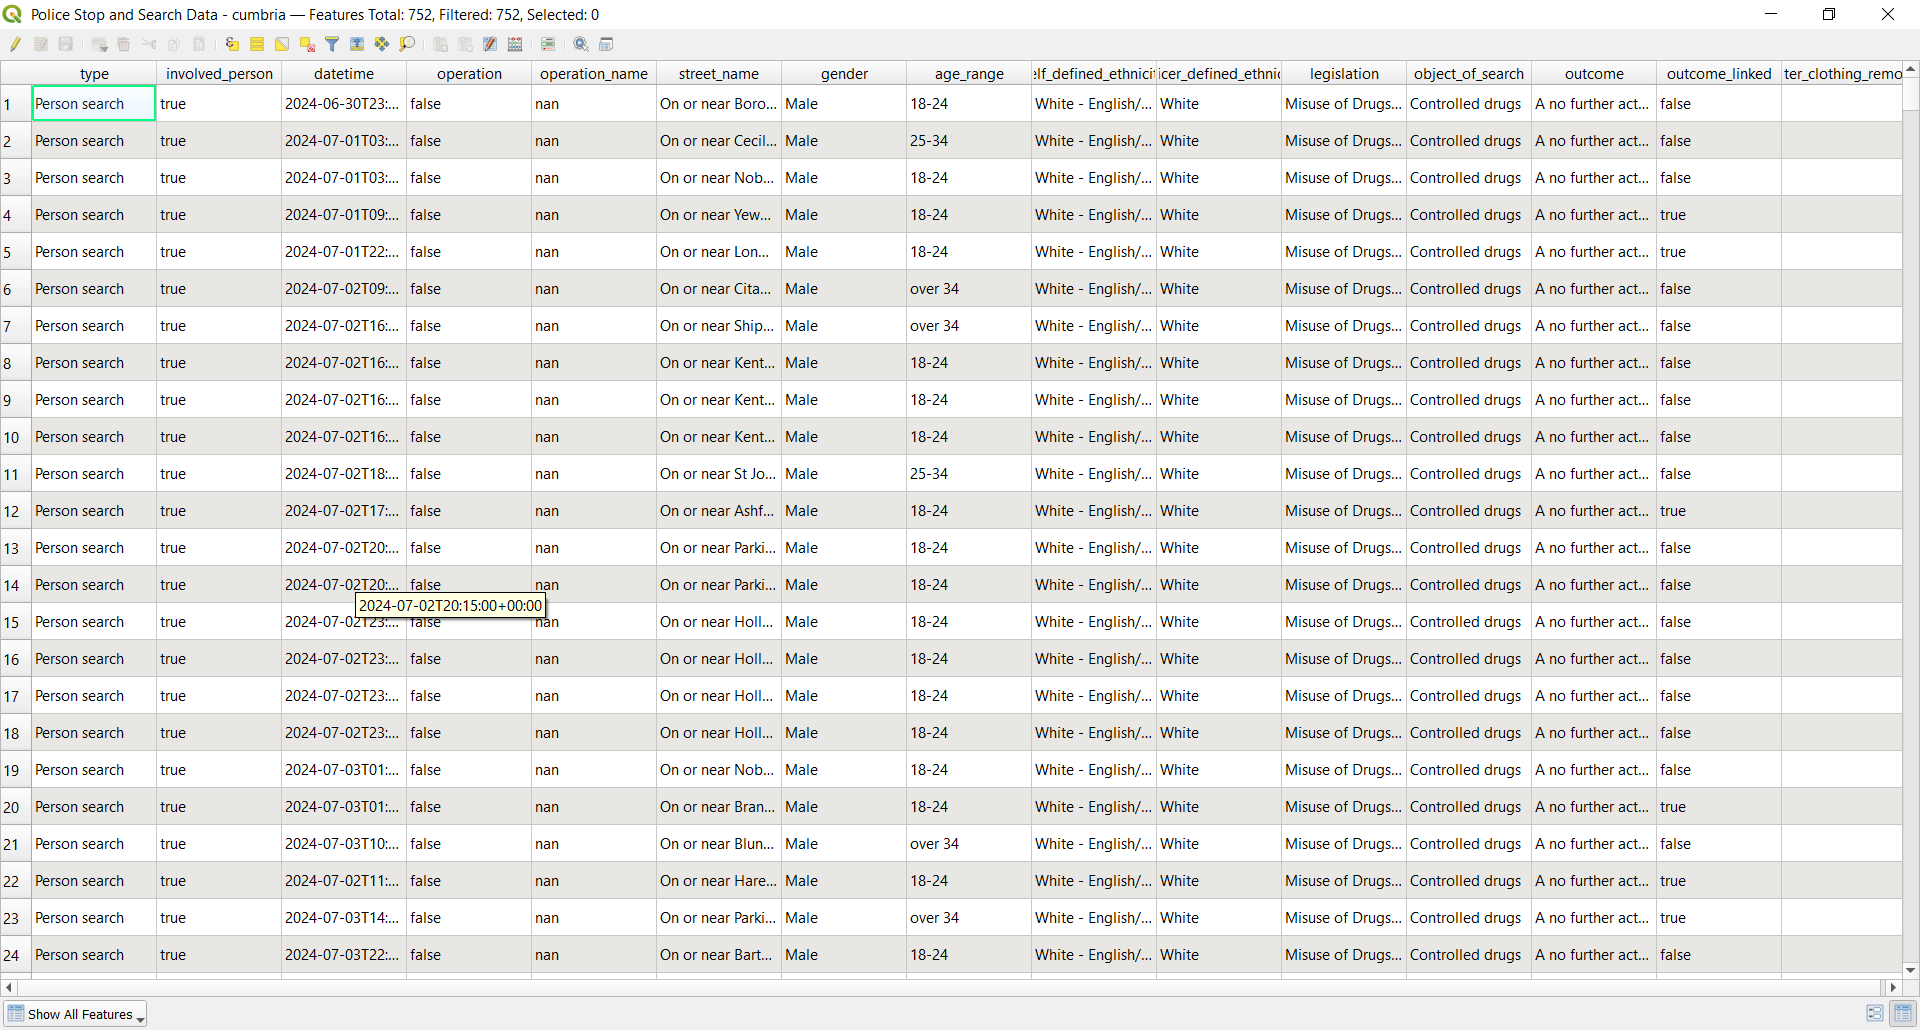 Police Stop and Search Data - cumbria — Features Total: 752, Filtered: 752, Selected: 0
type involved_person datetime operation operation_name street_name gender age_range elf_defined_ethnicit icer_defined_ethnic legislation object_of_search outcome outcome_linked ter_clothing_remo
1 Person search true 2024-06-30T23:... false nan On or near Boro... Male 18-24 White - English/... White Misuse of Drugs... Controlled drugs A no further act... false
2 Person search true 2024-07-01T03:... false nan On or near Cecil... Male 25-34 White - English/... White Misuse of Drugs... Controlled drugs A no further act... false
3 Person search true 2024-07-01T03:... false nan On or near Nob... Male 18-24 White - English/... White Misuse of Drugs... Controlled drugs A no further act... false
4 Person search true 2024-07-01T09:... false nan On or near Yew... Male 18-24 White - English/... White Misuse of Drugs... Controlled drugs A no further act... true
5 Person search true 2024-07-01T22:... false nan On or near Lon... Male 18-24 White - English/... White Misuse of Drugs... Controlled drugs A no further act... true
6 Person search true 2024-07-02T09:... false nan On or near Cita... Male over 34 White - English/... White Misuse of Drugs... Controlled drugs A no further act... false
7 Person search true 2024-07-02T16:... false nan On or near Ship... Male over 34 White - English/... White Misuse of Drugs... Controlled drugs A no further act... false
8 Person search true 2024-07-02T16:... false nan On or near Kent... Male 18-24 White - English/... White Misuse of Drugs... Controlled drugs A no further act... false
9 Person search true 2024-07-02T16:... false nan On or near Kent... Male 18-24 White - English/... White Misuse of Drugs... Controlled drugs A no further act... false
10 Person search true 2024-07-02T16:... false nan On or near Kent... Male 18-24 White - English/... White Misuse of Drugs... Controlled drugs A no further act... false
11 Person search true 2024-07-02T18:... false nan On or near St Jo... Male 25-34 White - English/... White Misuse of Drugs... Controlled drugs A no further act... false
12 Person search true 2024-07-02T17:... false nan On or near Ashf... Male 18-24 White - English/... White Misuse of Drugs... Controlled drugs A no further act... true
13 Person search true 2024-07-02T20:... false nan On or near Parki... Male 18-24 White - English/... White Misuse of Drugs... Controlled drugs A no further act... false
14 Person search true 2024-07-02T20:... false nan On or near Parki... Male 18-24 White - English/... White Misuse of Drugs... Controlled drugs A no further act... false
2024-07-02T20:15:00+00:00
15 Person search true 2024-07-02T23:... false nan On or near Holl... Male 18-24 White - English/... White Misuse of Drugs... Controlled drugs A no further act... false
16 Person search true 2024-07-02T23:... false nan On or near Holl... Male 18-24 White - English/... White Misuse of Drugs... Controlled drugs A no further act... false
17 Person search true 2024-07-02T23:... false nan On or near Holl... Male 18-24 White - English/... White Misuse of Drugs... Controlled drugs A no further act... false
18 Person search true 2024-07-02T23:... false nan On or near Holl... Male 18-24 White - English/... White Misuse of Drugs... Controlled drugs A no further act... false
19 Person search true 2024-07-03T01:... false nan On or near Nob... Male 18-24 White - English/... White Misuse of Drugs... Controlled drugs A no further act... false
20 Person search true 2024-07-03T01:... false nan On or near Bran... Male 18-24 White - English/... White Misuse of Drugs... Controlled drugs A no further act... true
21 Person search true 2024-07-03T10:... false nan On or near Blun... Male over 34 White - English/... White Misuse of Drugs... Controlled drugs A no further act... false
22 Person search true 2024-07-02T11:... false nan On or near Hare... Male 18-24 White - English/... White Misuse of Drugs... Controlled drugs A no further act... true
23 Person search true 2024-07-03T14:... false nan On or near Parki... Male over 34 White - English/... White Misuse of Drugs... Controlled drugs A no further act... true
24 Person search true 2024-07-03T22:... false nan On or near Bart... Male 18-24 White - English/... White Misuse of Drugs... Controlled drugs A no further act... false
Show All Features